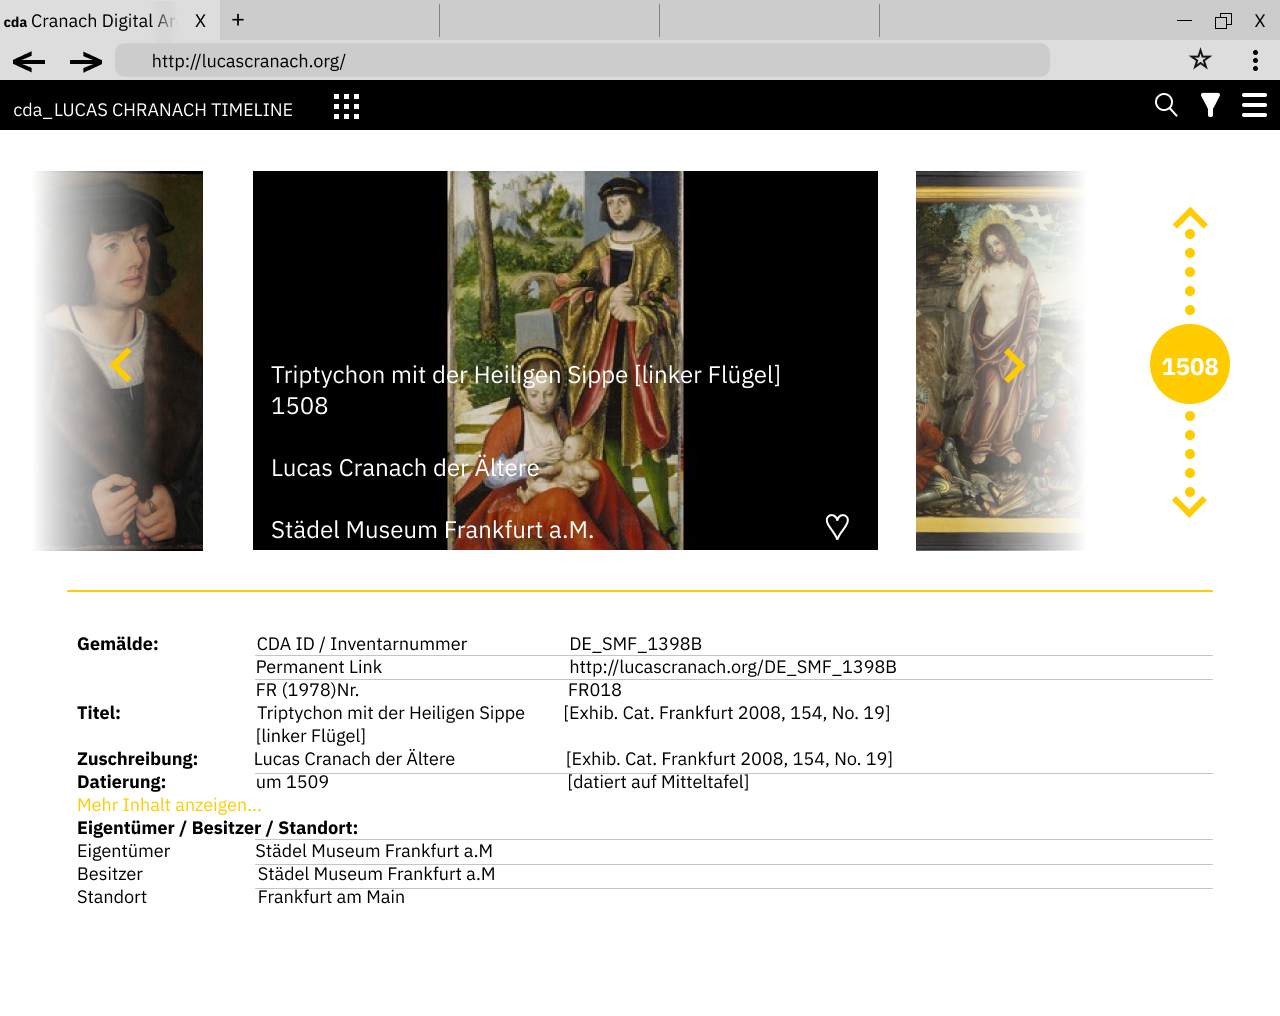 cda Cranach Digital Ar X +
X
http://lucascranach.org/
cda_LUCAS CHRANACH TIMELINE
Triptychon mit der Heiligen Sippe [linker Flügel]
1508
Lucas Cranach der Ältere
Städel Museum Frankfurt a.M.
1508
Gemälde: CDA ID / Inventarnummer DE_SMF_1398B
Permanent Link http://lucascranach.org/DE_SMF_1398B
FR (1978)Nr. FR018
Titel: Triptychon mit der Heiligen Sippe [Exhib. Cat. Frankfurt 2008, 154, No. 19]
[linker Flügel]
Zuschreibung: Lucas Cranach der Ältere [Exhib. Cat. Frankfurt 2008, 154, No. 19]
Datierung: um 1509 [datiert auf Mitteltafel]
Mehr Inhalt anzeigen...
Eigentümer / Besitzer / Standort:
Eigentümer Städel Museum Frankfurt a.M
Besitzer Städel Museum Frankfurt a.M
Standort Frankfurt am Main